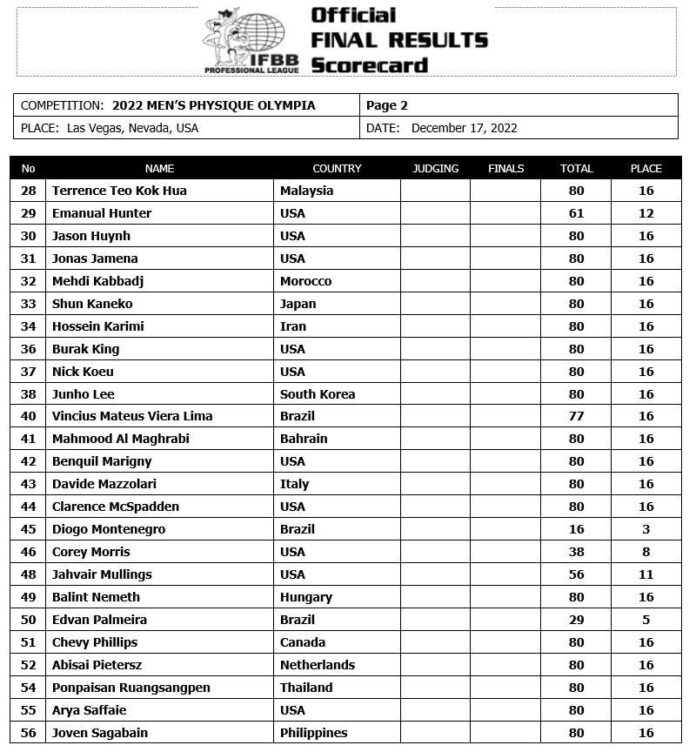 Official
FINAL RESULTS
Scorecard
IFBB
PROFESSIONAL LEAGUE
COMPETITION: 2022 MEN’S PHYSIQUE OLYMPIA Page 2
PLACE: Las Vegas, Nevada, USA DATE: December 17, 2022
No NAME COUNTRY JUDGING FINALS TOTAL PLACE
28 Terrence Teo Kok Hua Malaysia 80 16
29 Emanual Hunter USA 61 12
30 Jason Huynh USA 80 16
31 Jonas Jamena USA 80 16
32 Mehdi Kabbadj Morocco 80 16
33 Shun Kaneko Japan 80 16
34 Hossein Karimi Iran 80 16
36 Burak King USA 80 16
37 Nick Koeu USA 80 16
38 Junho Lee South Korea 80 16
40 Vincius Mateus Viera Lima Brazil 77 16
41 Mahmood Al Maghrabi Bahrain 80 16
42 Benquil Marigny USA 80 16
43 Davide Mazzolari Italy 80 16
44 Clarence McSpadden USA 80 16
45 Diogo Montenegro Brazil 16 3
46 Corey Morris USA 38 8
48 Jahvair Mullings USA 56 11
49 Balint Nemeth Hungary 80 16
50 Edvan Palmeira Brazil 29 5
51 Chevy Phillips Canada 80 16
52 Abisai Pietersz Netherlands 80 16
54 Ponpaisan Ruangsangpen Thailand 80 16
55 Arya Saffaie USA 80 16
56 Joven Sagabain Philippines 80 16